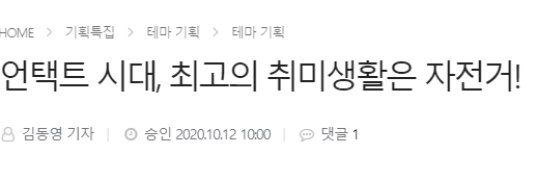 HOME > 기획특집 > 테마 기획 > 테마 기획
언택트 시대, 최고의 취미생활은 자전거!
김동영 기자 | 승인 2020.10.12 10:00 | 댓글 1